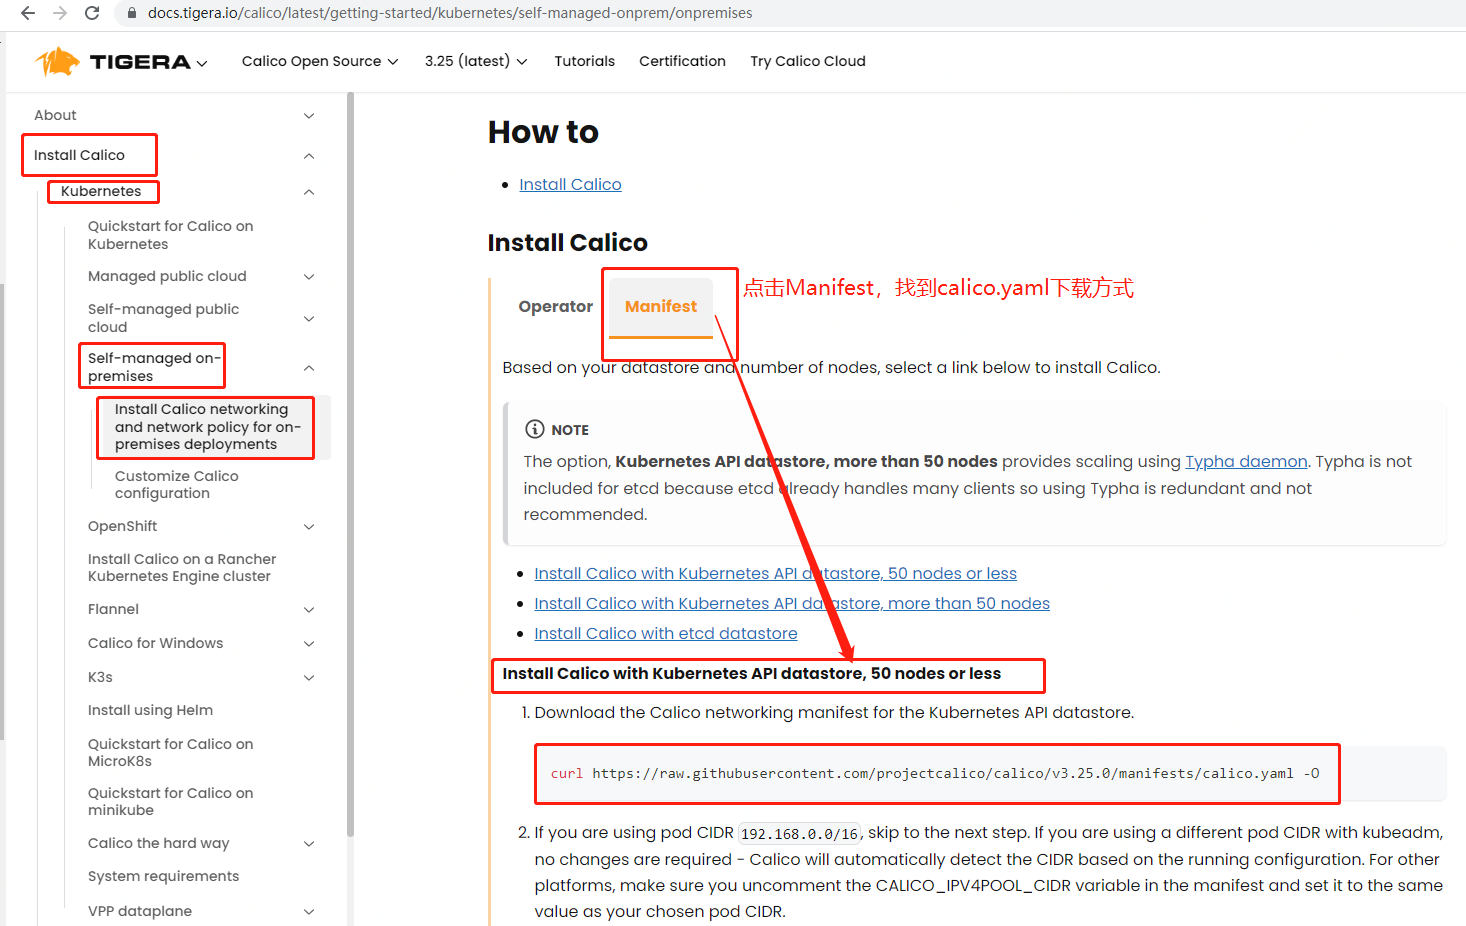 docs.tigera.io/calico/latest/getting-started/kubernetes/self-managed-onprem/onpremises
TIGERA
Calico Open Source
3.25 (latest)
Tutorials
Certification
Try Calico Cloud
About
Install Calico
Kubernetes
Quickstart for Calico on
Kubernetes
Managed public cloud
Self-managed public
cloud
Self-managed on-
premises
Install Calico networking
and network policy for on-
premises deployments
Customize Calico
configuration
OpenShift
Install Calico on a Rancher
Kubernetes Engine cluster
Flannel
Calico for Windows
K3s
Install using Helm
Quickstart for Calico on
MicroK8s
Quickstart for Calico on
minikube
Calico the hard way
System requirements
VPP dataplane
How to
Install Calico
Install Calico
Operator
Manifest
点击Manifest，找到calico.yaml下载方式
Based on your datastore and number of nodes, select a link below to install Calico.
NOTE
The option, Kubernetes API datastore, more than 50 nodes provides scaling using Typha daemon. Typha is not
included for etcd because etcd already handles many clients so using Typha is redundant and not
recommended.
Install Calico with Kubernetes API datastore, 50 nodes or less
Install Calico with Kubernetes API datastore, more than 50 nodes
Install Calico with etcd datastore
Install Calico with Kubernetes API datastore, 50 nodes or less
1. Download the Calico networking manifest for the Kubernetes API datastore.
curl https://raw.githubusercontent.com/projectcalico/calico/v3.25.0/manifests/calico.yaml -O
2. If you are using pod CIDR 192.168.0.0/16, skip to the next step. If you are using a different pod CIDR with kubeadm,
no changes are required - Calico will automatically detect the CIDR based on the running configuration. For other
platforms, make sure you uncomment the CALICO_IPV4POOL_CIDR variable in the manifest and set it to the same
value as your chosen pod CIDR.